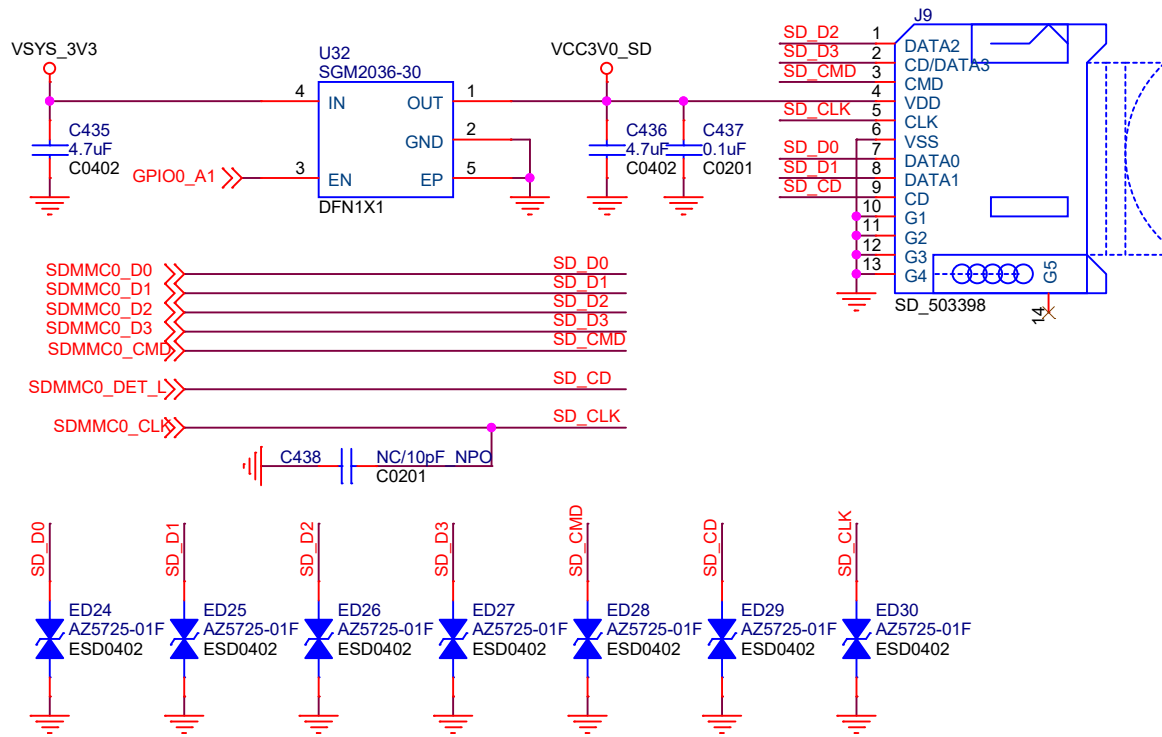 VSYS_3V3
U32
SGM2036-30
4
IN
OUT
1
GND
2
3
EN
EP
5
DFN1X1
C435
4.7uF
C0402
GPIO0_A1
VCC3V0_SD
C436
4.7uF
C0402
C437
0.1uF
C0201
J9
SD_D2
1
DATA2
SD_D3
2
CD/DATA3
SD_CMD
3
CMD
4
VDD
SD_CLK
5
CLK
6
VSS
SD_D0
7
DATA0
SD_D1
8
DATA1
SD_CD
9
CD
10
G1
11
G2
12
G3
13
G4
G5
14
SD_503398
SDMMC0_D0
SD_D0
SDMMC0_D1
SD_D1
SDMMC0_D2
SD_D2
SDMMC0_D3
SD_D3
SDMMC0_CMD
SD_CMD
SDMMC0_DET_L
SD_CD
SDMMC0_CLK
SD_CLK
C438
NC/10pF_NPO
C0201
SD_D0
ED24
AZ5725-01F
ESD0402
SD_D1
ED25
AZ5725-01F
ESD0402
SD_D2
ED26
AZ5725-01F
ESD0402
SD_D3
ED27
AZ5725-01F
ESD0402
SD_CMD
ED28
AZ5725-01F
ESD0402
SD_CD
ED29
AZ5725-01F
ESD0402
SD_CLK
ED30
AZ5725-01F
ESD0402